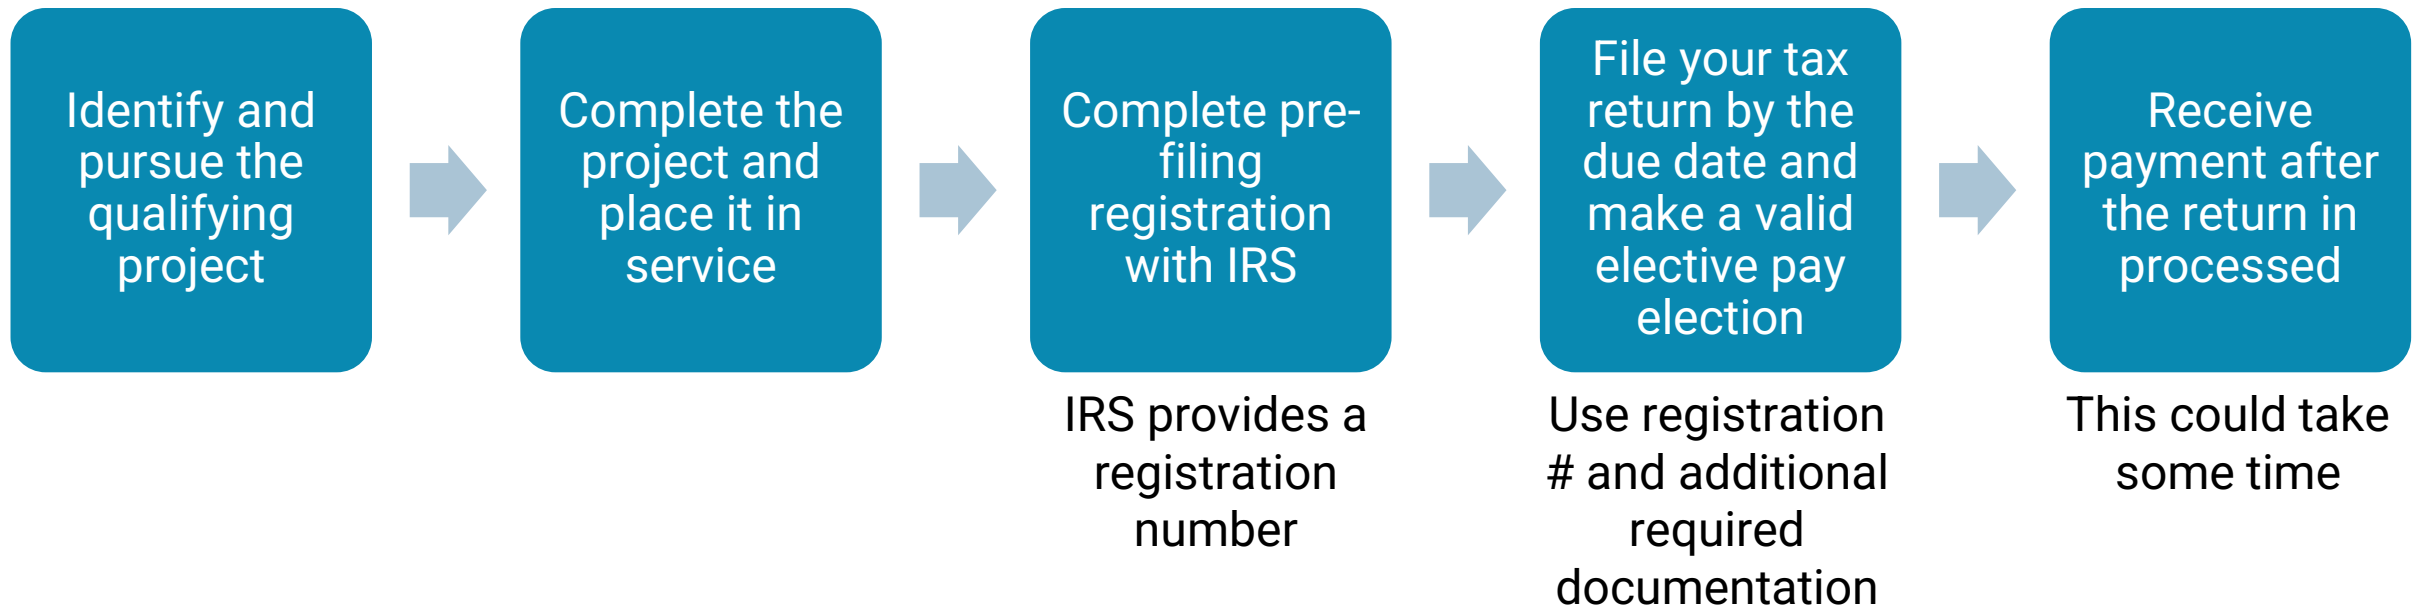 Identify and
pursue the
qualifying
project
Complete the
project and
place it in
service
Complete pre-
filing
registration
with IRS
IRS provides a
registration
number
File your tax
return by the
due date and
make a valid
elective pay
election
Use registration
# and additional
required
documentation
Receive
payment after
the return in
processed
This could take
some time